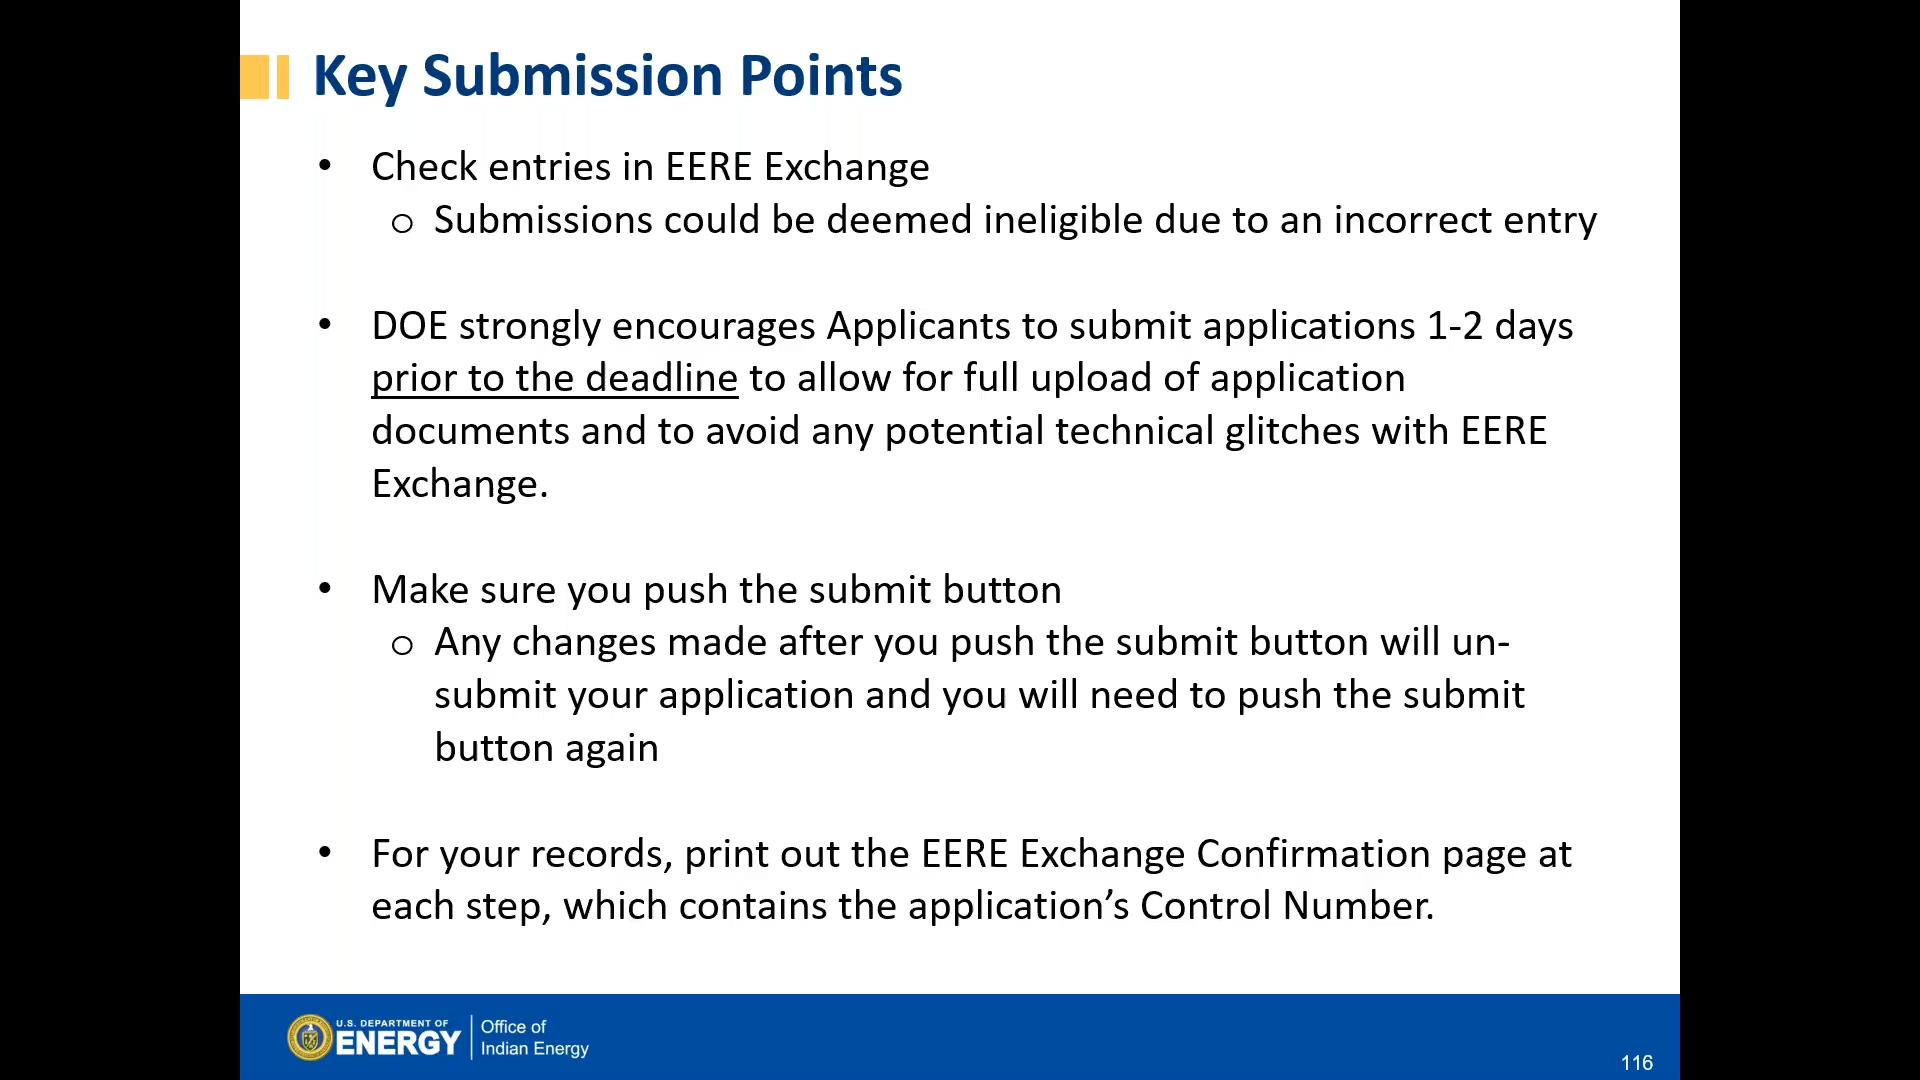 Key Submission Points
• Check entries in EERE Exchange
o Submissions could be deemed ineligible due to an incorrect entry
• DOE strongly encourages Applicants to submit applications 1-2 days
prior to the deadline to allow for full upload of application
documents and to avoid any potential technical glitches with EERE
Exchange.
• Make sure you push the submit button
o Any changes made after you push the submit button will un-
submit your application and you will need to push the submit
button again
• For your records, print out the EERE Exchange Confirmation page at
each step, which contains the application’s Control Number.
U.S. DEPARTMENT OF
ENERGY
Office of
Indian Energy
116